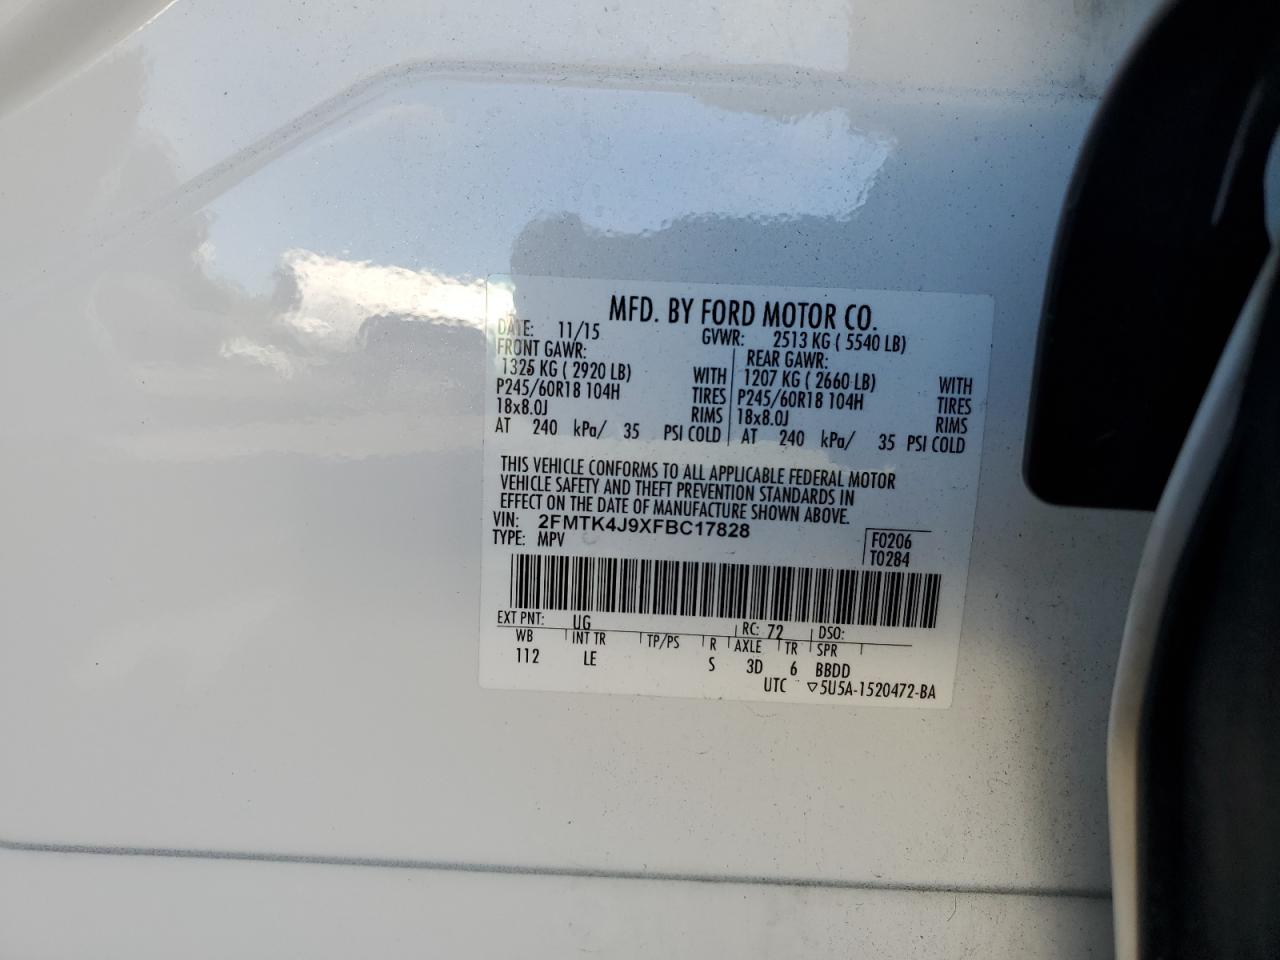 MFD. BY FORD MOTOR CO.
DATE: 11/15 GVWR: 2513 KG ( 5540 LB)
FRONT GAWR: REAR GAWR:
1325 KG ( 2920 LB) WITH 1207 KG ( 2660 LB) WITH
P245/60R18 104H TIRES P245/60R18 104H TIRES
18x8.0J RIMS 18x8.0J RIMS
AT 240 kPa/ 35 PSI COLD AT 240 kPa/ 35 PSI COLD
THIS VEHICLE CONFORMS TO ALL APPLICABLE FEDERAL MOTOR
VEHICLE SAFETY AND THEFT PREVENTION STANDARDS IN
EFFECT ON THE DATE OF MANUFACTURE SHOWN ABOVE.
VIN: 2FMTK4J9XFBC17828
TYPE: MPV
F0206
T0284
EXT PNT: UG RC: 72 DSO:
WB INT TR TP/PS R AXLE TR SPR
112 LE S 3D 6 BBDD
UTC ▽5U5A-1520472-BA